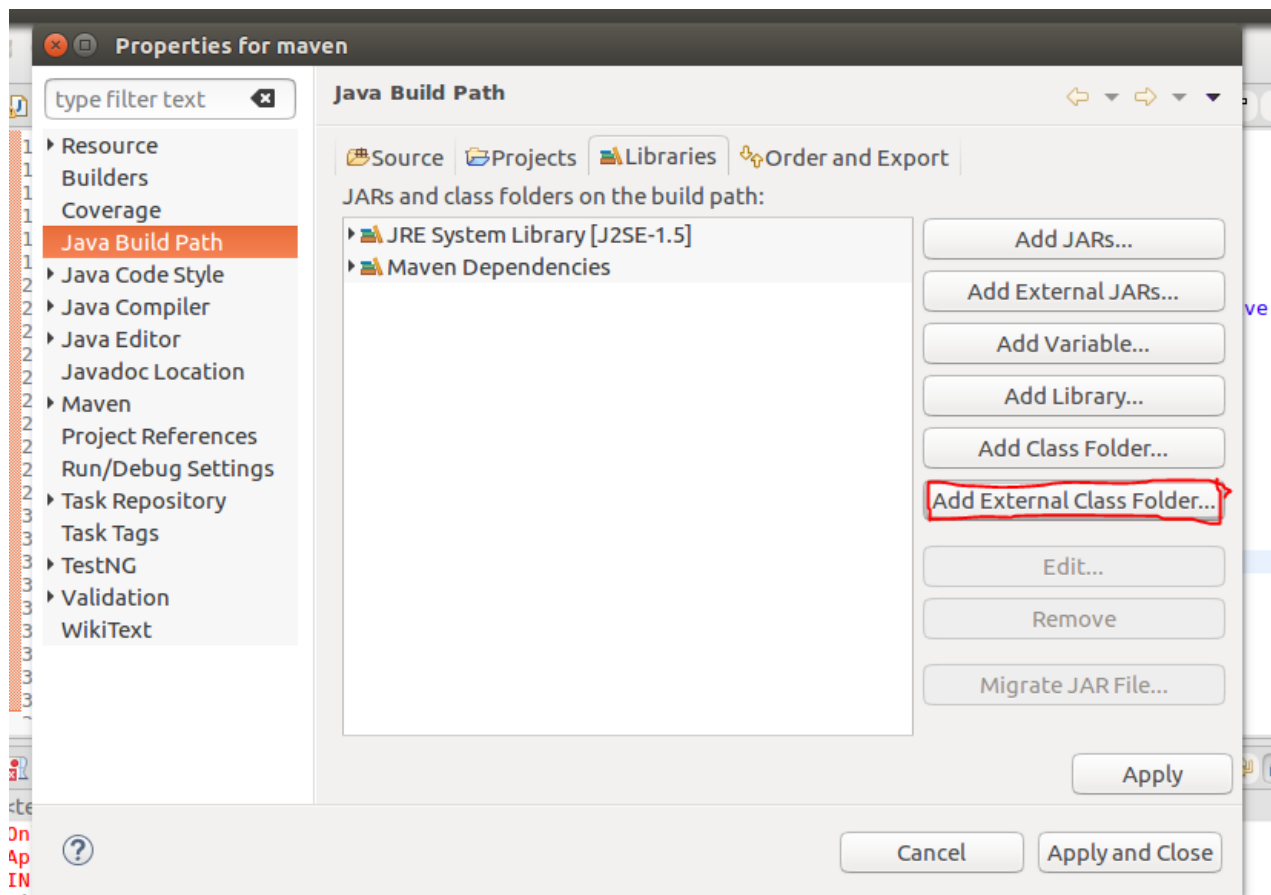 Properties for maven
type filter text
Resource
Builders
Coverage
Java Build Path
Java Code Style
Java Compiler
Java Editor
Javadoc Location
Maven
Project References
Run/Debug Settings
Task Repository
Task Tags
TestNG
Validation
WikiText
Java Build Path
Source Projects Libraries Order and Export
JARs and class folders on the build path:
JRE System Library [J2SE-1.5]
Maven Dependencies
Add JARs...
Add External JARs...
Add Variable...
Add Library...
Add Class Folder...
Add External Class Folder...
Edit...
Remove
Migrate JAR File...
Apply
Cancel
Apply and Close
ve
On
Ap
IN